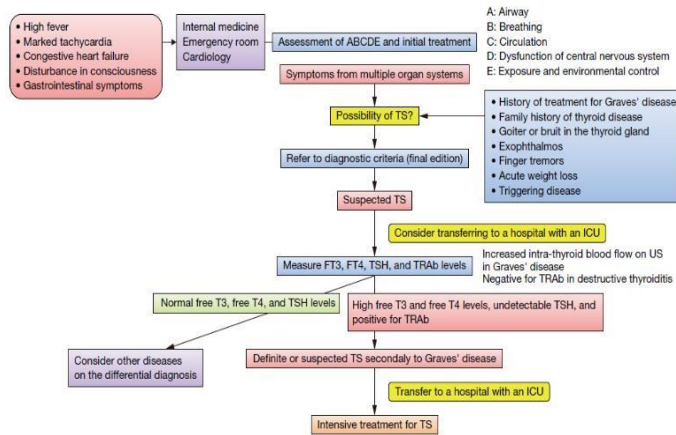 • High fever
• Marked tachycardia
• Congestive heart failure
• Disturbance in consciousness
• Gastrointestinal symptoms
Internal medicine
Emergency room
Cardiology
Assessment of ABCDE and initial treatment
A: Airway
B: Breathing
C: Circulation
D: Dysfunction of central nervous system
E: Exposure and environmental control
Symptoms from multiple organ systems
Possibility of TS?
• History of treatment for Graves' disease
• Family history of thyroid disease
• Goiter or bruit in the thyroid gland
• Exophthalmos
• Finger tremors
• Acute weight loss
• Triggering disease
Refer to diagnostic criteria (final edition)
Suspected TS
Consider transferring to a hospital with an ICU
Measure FT3, FT4, TSH, and TRAb levels
Increased intra-thyroid blood flow on US
in Graves' disease
Negative for TRAb in destructive thyroiditis
Normal free T3, free T4, and TSH levels
High free T3 and free T4 levels, undetectable TSH, and
positive for TRAb
Consider other diseases
on the differential diagnosis
Definite or suspected TS secondaly to Graves' disease
Transfer to a hospital with an ICU
Intensive treatment for TS